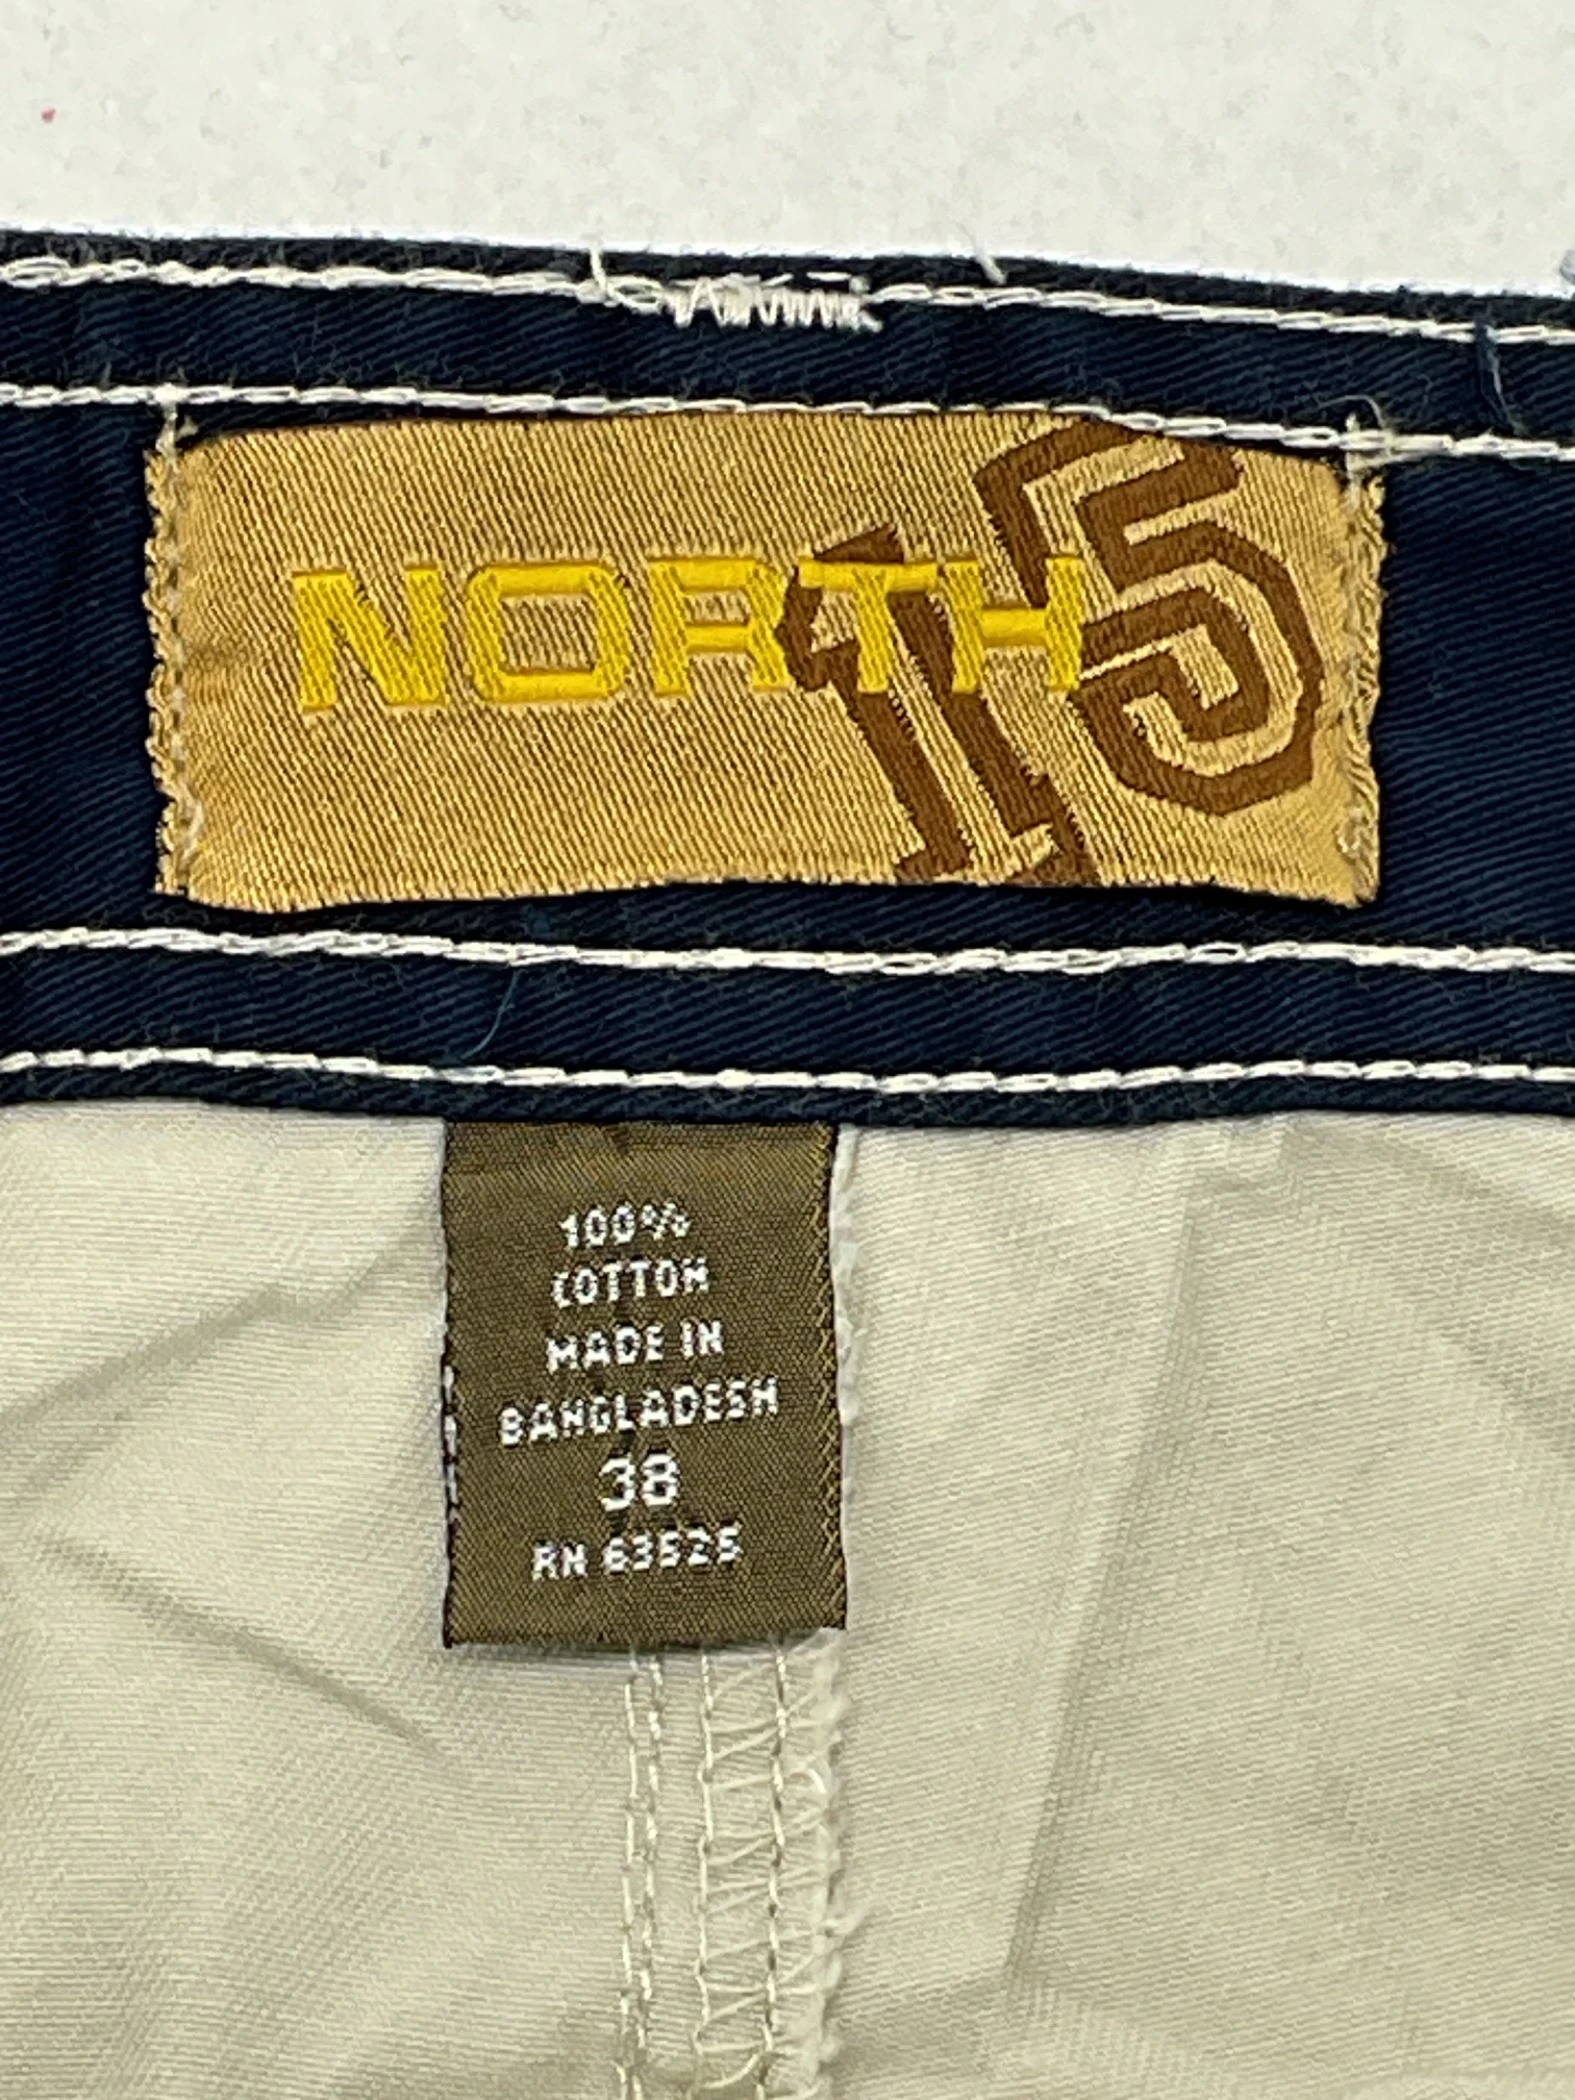 NORTH 15
100%
COTTON
MADE IN
BANGLADESH
38
RN 63525